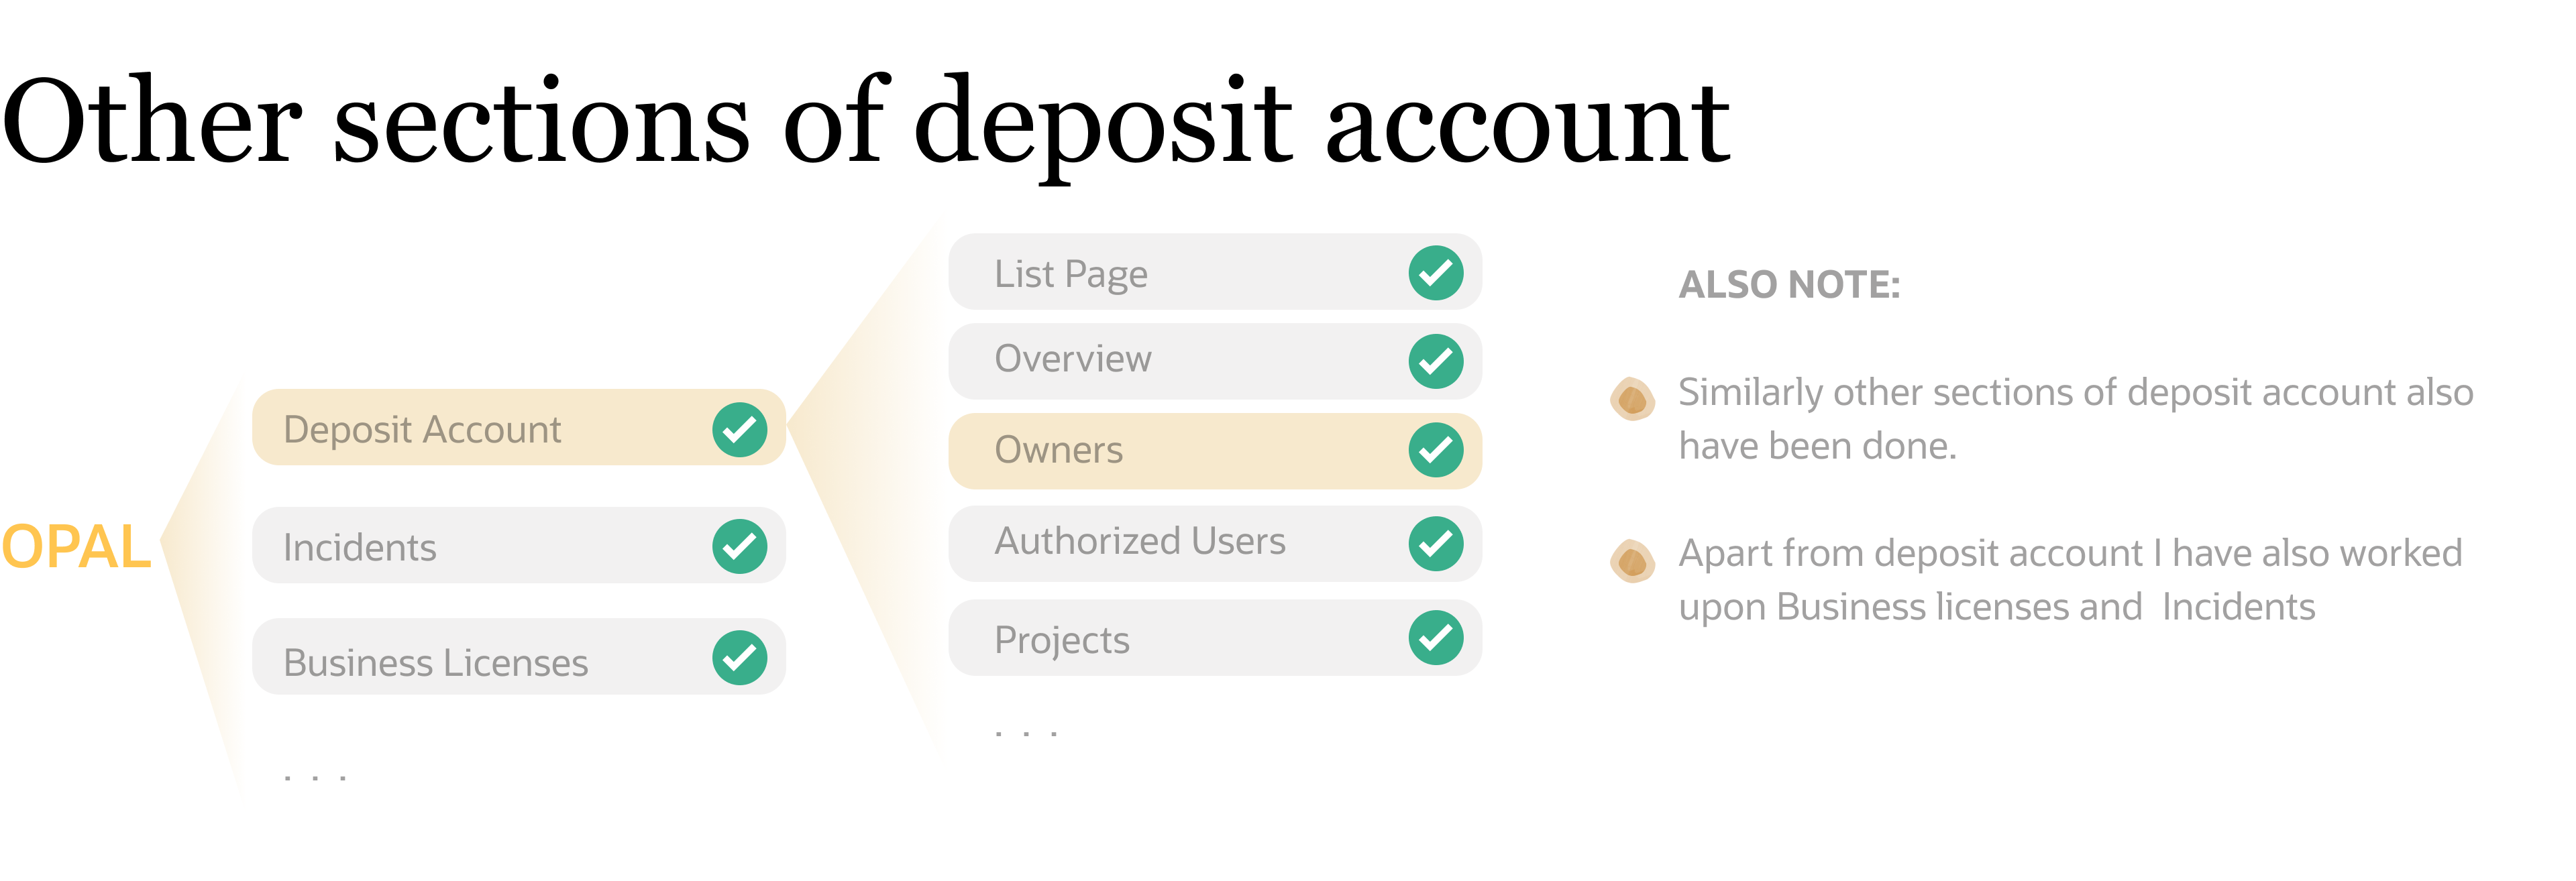 Other sections of deposit account
OPAL
Deposit Account
Incidents
Business Licenses
. . .
List Page
Overview
Owners
Authorized Users
Projects
. . .
ALSO NOTE:
Similarly other sections of deposit account also
have been done.
Apart from deposit account I have also worked
upon Business licenses and  Incidents